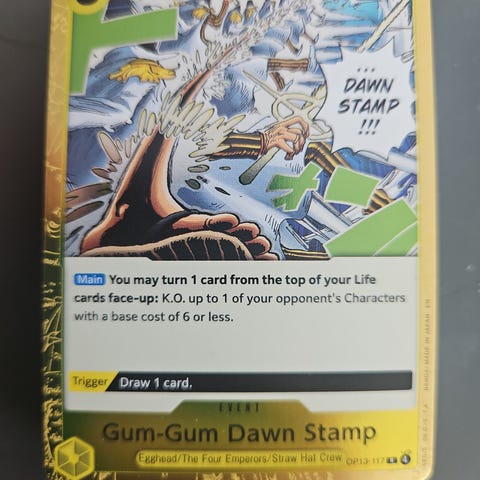 ...
DAWN
STAMP
!!!
Main You may turn 1 card from the top of your Life
cards face-up: K.O. up to 1 of your opponent's Characters
with a base cost of 6 or less.
Trigger Draw 1 card.
EVENT
Gum-Gum Dawn Stamp
Egghead/The Four Emperors/Straw Hat Crew
OP13-117 R 4